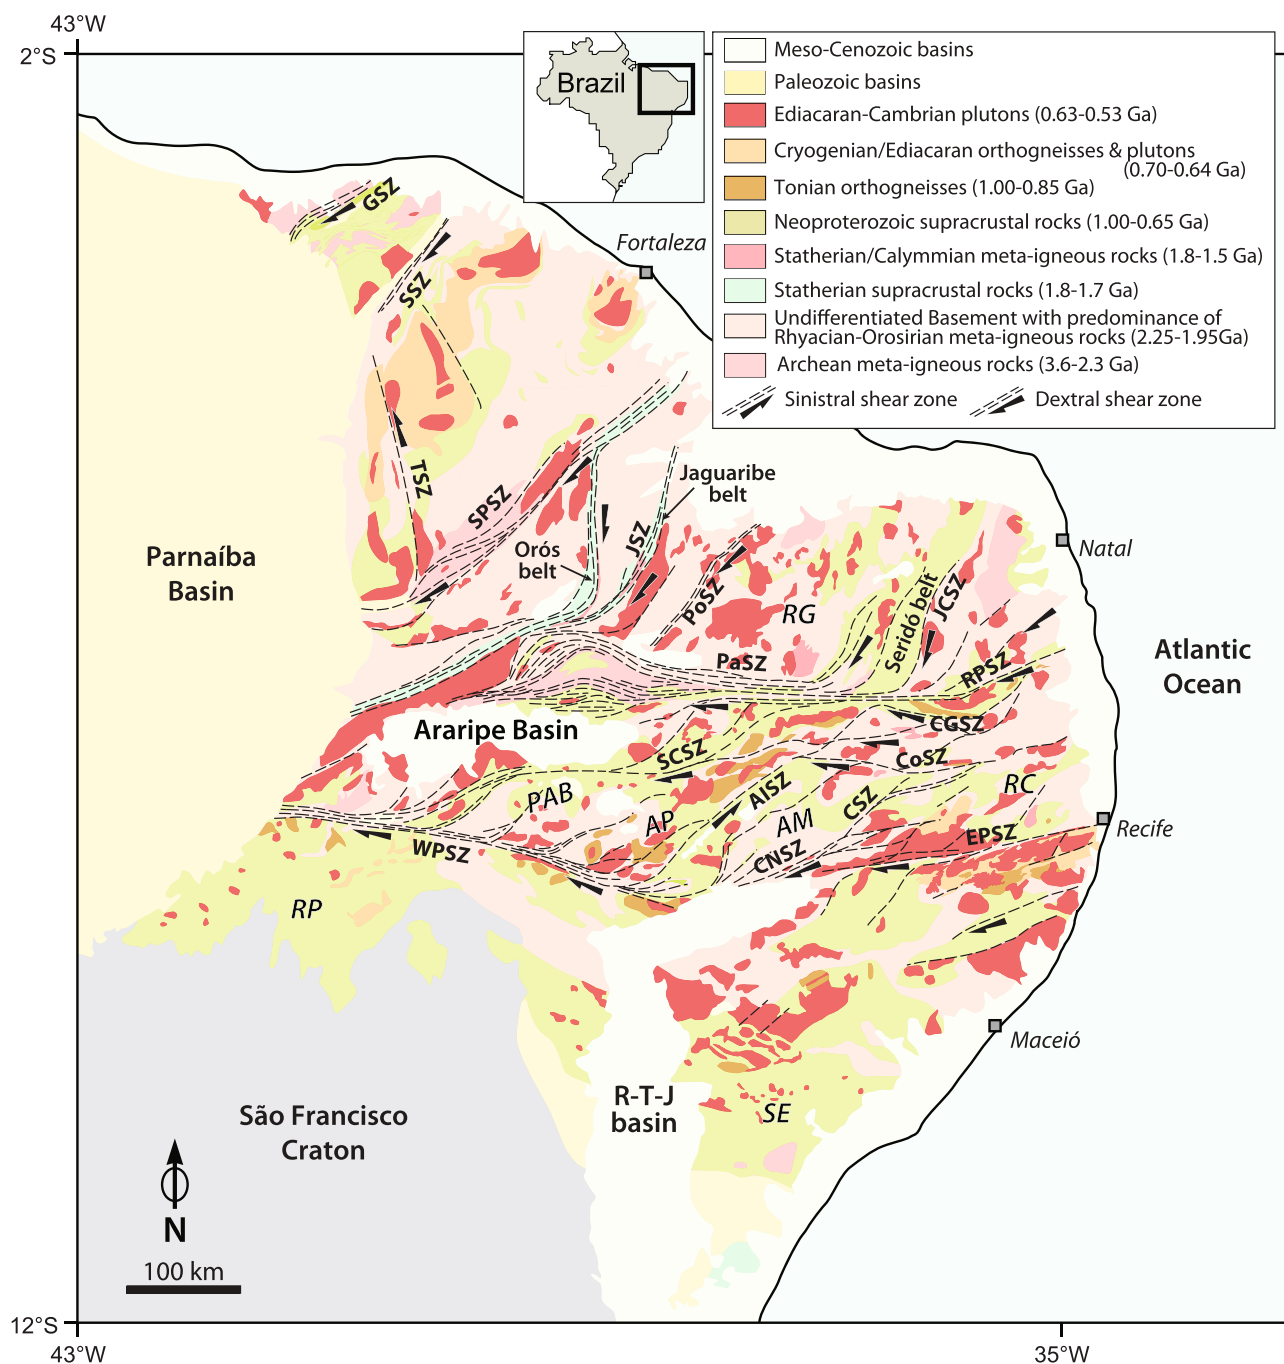 43°W
2°S
Brazil
Meso-Cenozoic basins
Paleozoic basins
Ediacaran-Cambrian plutons (0.63-0.53 Ga)
Cryogenian/Ediacaran orthogneisses & plutons
(0.70-0.64 Ga)
Tonian orthogneisses (1.00-0.85 Ga)
Neoproterozoic supracrustal rocks (1.00-0.65 Ga)
Statherian/Calymmian meta-igneous rocks (1.8-1.5 Ga)
Statherian supracrustal rocks (1.8-1.7 Ga)
Undifferentiated Basement with predominance of
Rhyacian-Orosirian meta-igneous rocks (2.25-1.95Ga)
Archean meta-igneous rocks (3.6-2.3 Ga)
Sinistral shear zone
Dextral shear zone
GSZ
Fortaleza
SSZ
TSZ
SPSZ
Jaguaribe
belt
JSZ
Orós
belt
Parnaíba
Basin
Natal
PoSZ
RG
Seridó belt
JCSZ
PaSZ
RPSZ
Atlantic
Ocean
Araripe Basin
CGSZ
SCSZ
CoSZ
PAB
AISZ
CSZ
RC
AP
AM
EPSZ
Recife
WPSZ
CNSZ
RP
Maceió
R-T-J
basin
SE
São Francisco
Craton
N
100 km
12°S
43°W
35°W